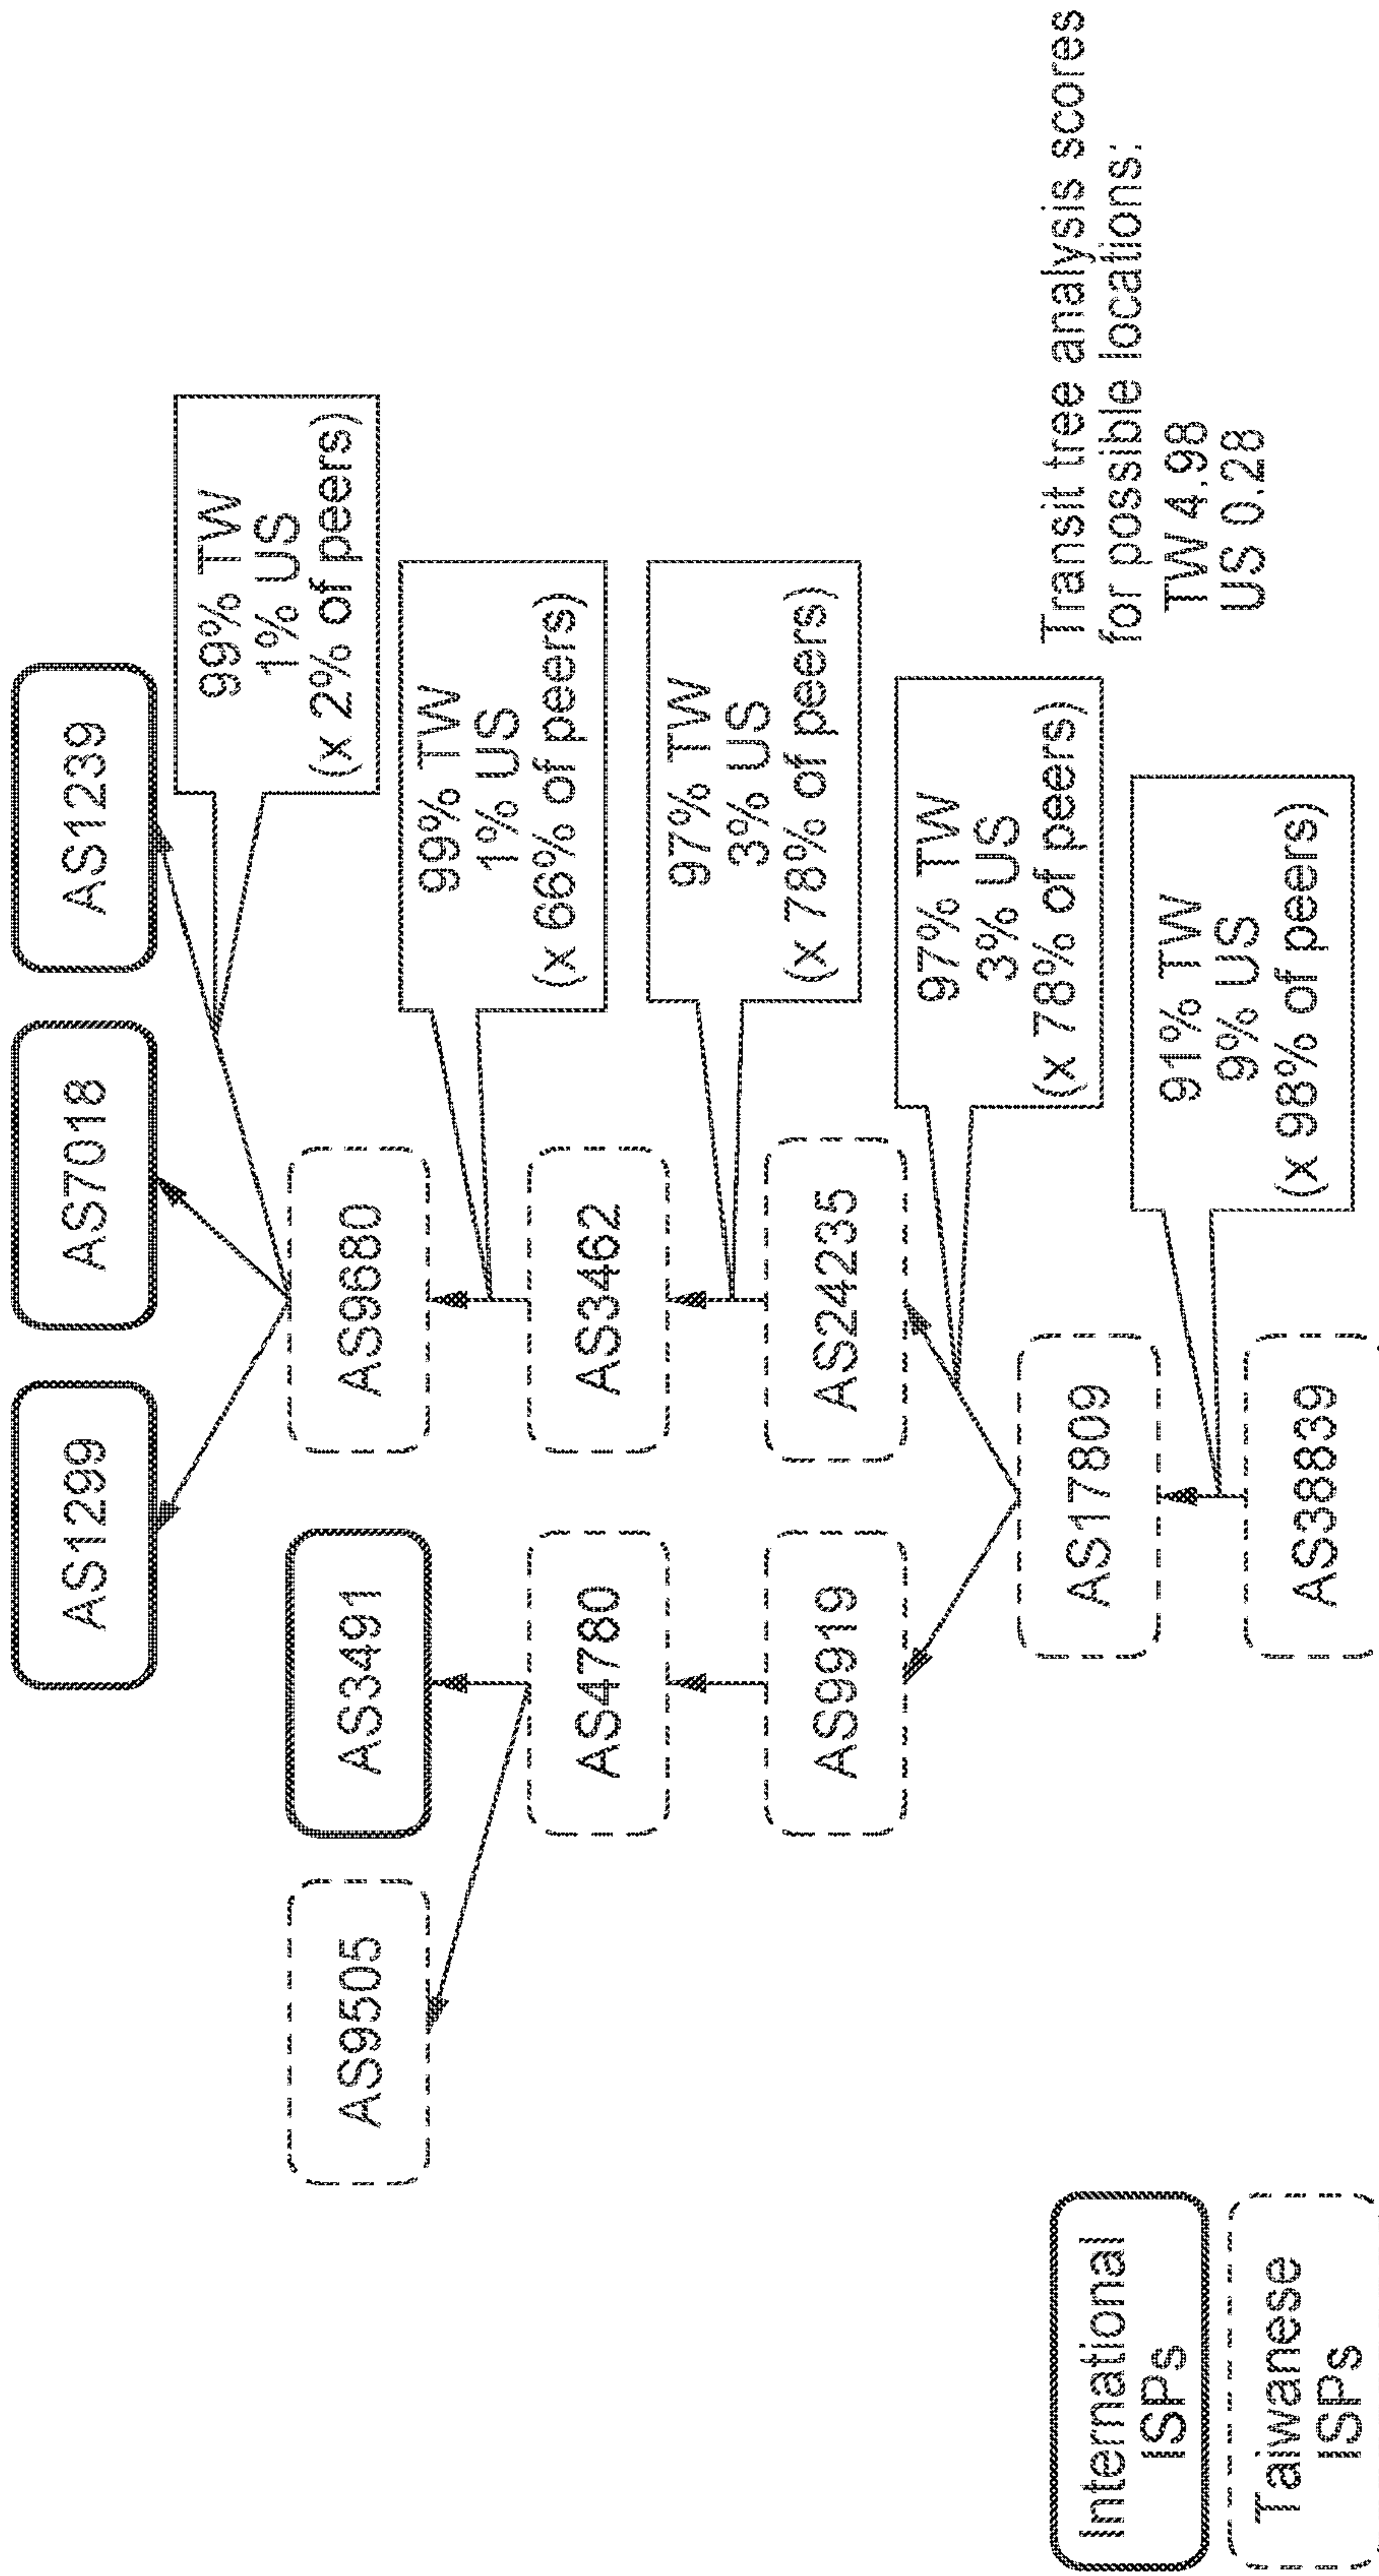 AS1299
AS7018
AS1239
99% TW
1% US
(x 2% of peers)
AS9505
AS3491
AS9680
99% TW
1% US
(x 66% of peers)
AS4780
AS3462
97% TW
3% US
(x 78% of peers)
AS9919
AS24235
97% TW
3% US
(x 78% of peers)
AS17809
91% TW
9% US
(x 98% of peers)
AS38839
Transit tree analysis scores
for possible locations:
TW 4.98
US 0.28
International
ISPs
Taiwanese
ISPs